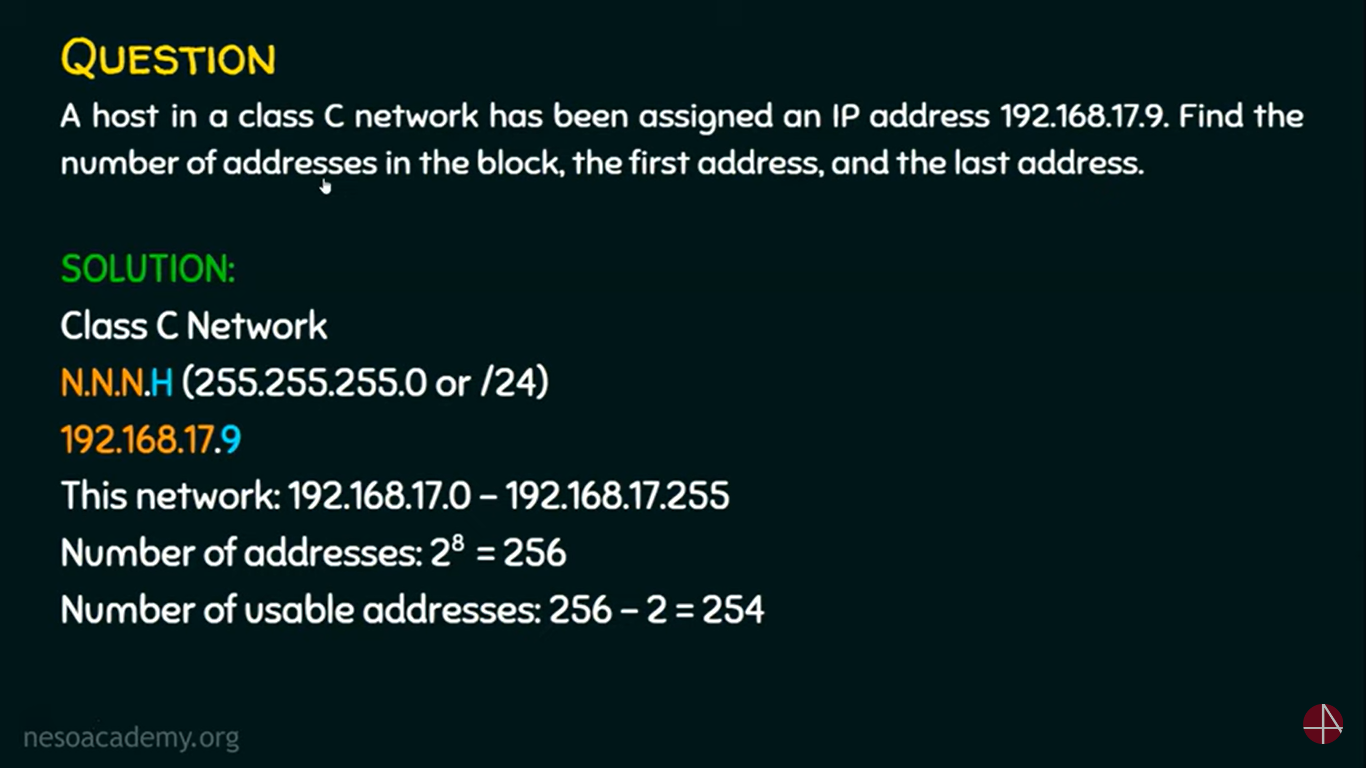 QUESTION
A host in a class C network has been assigned an IP address 192.168.17.9. Find the
number of addresses in the block, the first address, and the last address.
SOLUTION:
Class C Network
N.N.N.H (255.255.255.0 or /24)
192.168.17.9
This network: 192.168.17.0 – 192.168.17.255
Number of addresses: 2⁸ = 256
Number of usable addresses: 256 – 2 = 254
nesoacademy.org